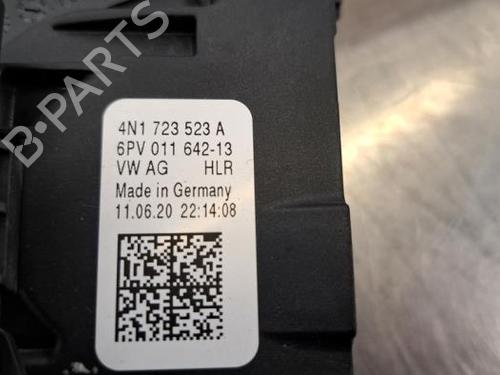 4N1 723 523 A
6PV 011 642-13
VW AG HLR
Made in Germany
11.06.20 22:14:08
B-PARTS